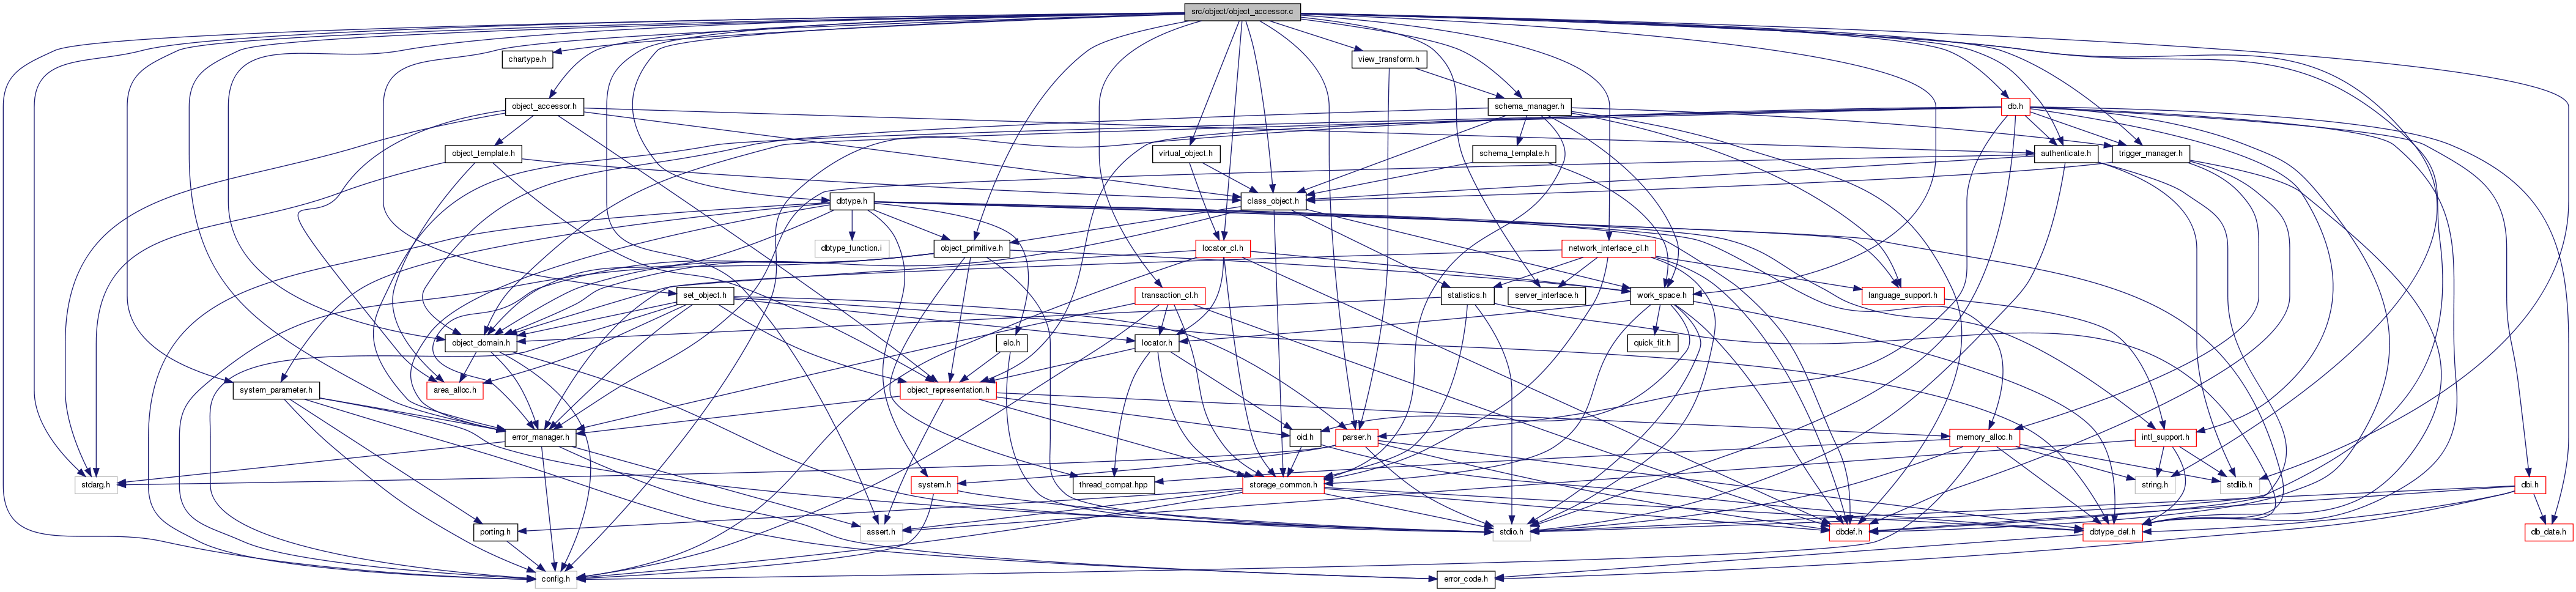 src/object/object_accessor.c
chartype.h
view_transform.h
object_accessor.h
schema_manager.h
db.h
object_template.h
virtual_object.h
schema_template.h
authenticate.h
trigger_manager.h
dbtype.h
class_object.h
dbtype_function.i
object_primitive.h
locator_cl.h
network_interface_cl.h
set_object.h
transaction_cl.h
statistics.h
server_interface.h
work_space.h
language_support.h
object_domain.h
elo.h
locator.h
quick_fit.h
system_parameter.h
area_alloc.h
object_representation.h
error_manager.h
oid.h
parser.h
memory_alloc.h
intl_support.h
stdarg.h
system.h
thread_compat.hpp
storage_common.h
string.h
stdlib.h
dbi.h
porting.h
assert.h
stdio.h
dbdef.h
dbtype_def.h
db_date.h
config.h
error_code.h